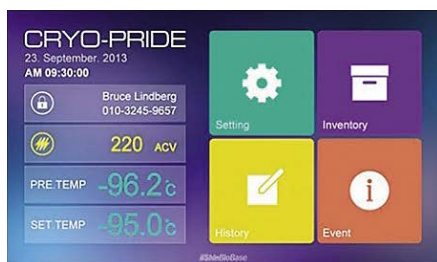 CRYO-PRIDE
23. September. 2013
AM 09:30:00
Bruce Lindberg
010-3245-9657
220 ACV
PRE.TEMP -96.2℃
SET.TEMP -95.0℃
Setting
Inventory
History
Event
ShinBioBase